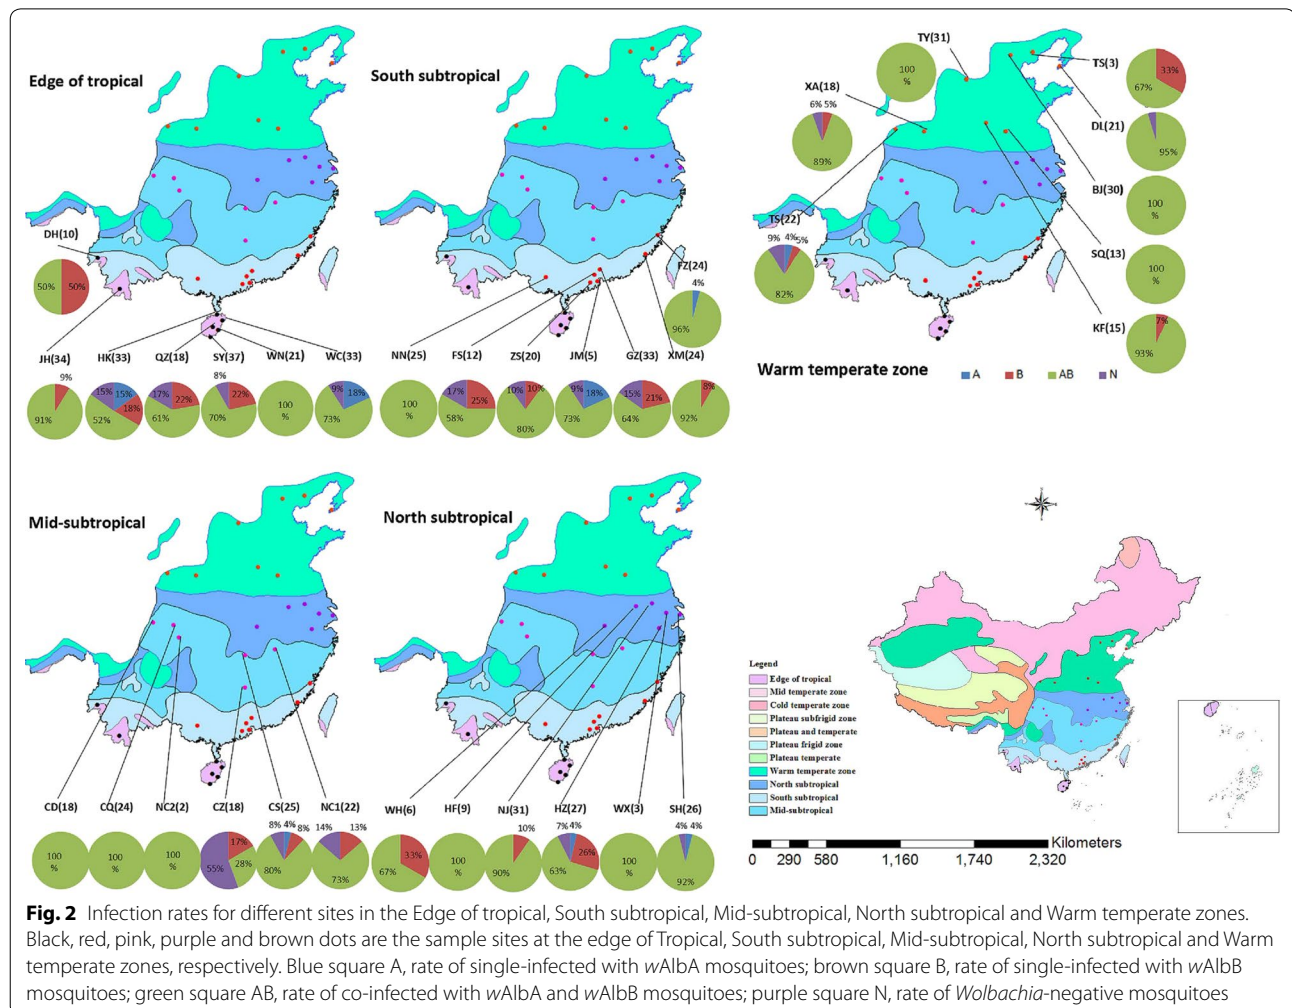 Edge of tropical
DH(10)
50% 50%
JH(34) HK(33) QZ(18) SY(37) WN(21) WC(33)
9%
91%
15% 15%
18%
52%
17% 22%
61%
8%
22%
70%
100
%
9% 18%
73%
South subtropical
FZ(24)
4%
96%
NN(25) FS(12) ZS(20) JM(5) GZ(33) XM(24)
100
%
17% 25%
58%
10% 10%
80%
9% 18%
73%
15% 21%
64%
8%
92%
TY(31)
100
%
XA(18)
6% 5%
89%
TS(22)
9% 4% 5%
82%
TS(3)
33%
67%
DL(21)
95%
BJ(30)
100
%
SQ(13)
100
%
KF(15)
7%
93%
Warm temperate zone
A B AB N
Mid-subtropical
CD(18) CQ(24) NC2(2) CZ(18) CS(25) NC1(22)
100
%
100
%
100
%
17%
55% 28%
8% 4% 8%
80%
14% 13%
73%
North subtropical
WH(6) HF(9) NJ(31) HZ(27) WX(3) SH(26)
33%
67%
100
%
10%
90%
7% 4%
26%
63%
100
%
4% 4%
92%
Legend
Edge of tropical
Mid temperate zone
Cold temperate zone
Plateau subfrigid zone
Plateau and temperate
Plateau frigid zone
Plateau temperate
Warm temperate zone
North subtropical
South subtropical
Mid-subtropical
Kilometers
0 290 580 1,160 1,740 2,320
Fig. 2 Infection rates for different sites in the Edge of tropical, South subtropical, Mid-subtropical, North subtropical and Warm temperate zones.
Black, red, pink, purple and brown dots are the sample sites at the edge of Tropical, South subtropical, Mid-subtropical, North subtropical and Warm
temperate zones, respectively. Blue square A, rate of single-infected with wAlbA mosquitoes; brown square B, rate of single-infected with wAlbB
mosquitoes; green square AB, rate of co-infected with wAlbA and wAlbB mosquitoes; purple square N, rate of Wolbachia-negative mosquitoes